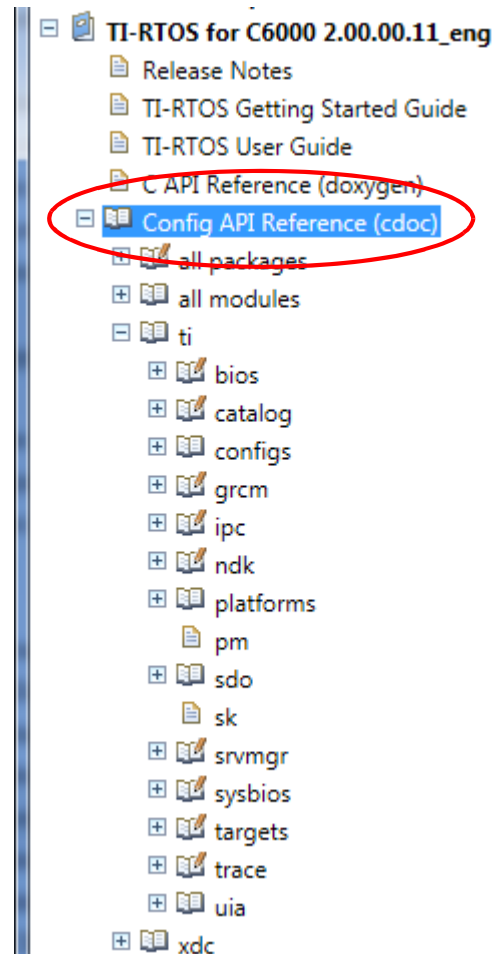 TI-RTOS for C6000 2.00.00.11_eng
Release Notes
TI-RTOS Getting Started Guide
TI-RTOS User Guide
C API Reference (doxygen)
Config API Reference (cdoc)
all packages
all modules
ti
bios
catalog
configs
grcm
ipc
ndk
platforms
pm
sdo
sk
srvmgr
sysbios
targets
trace
uia
xdc